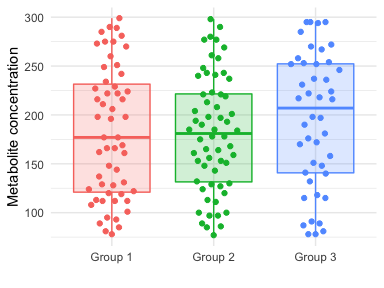 Metabolite concentration
300
250
200
150
100
Group 1
Group 2
Group 3